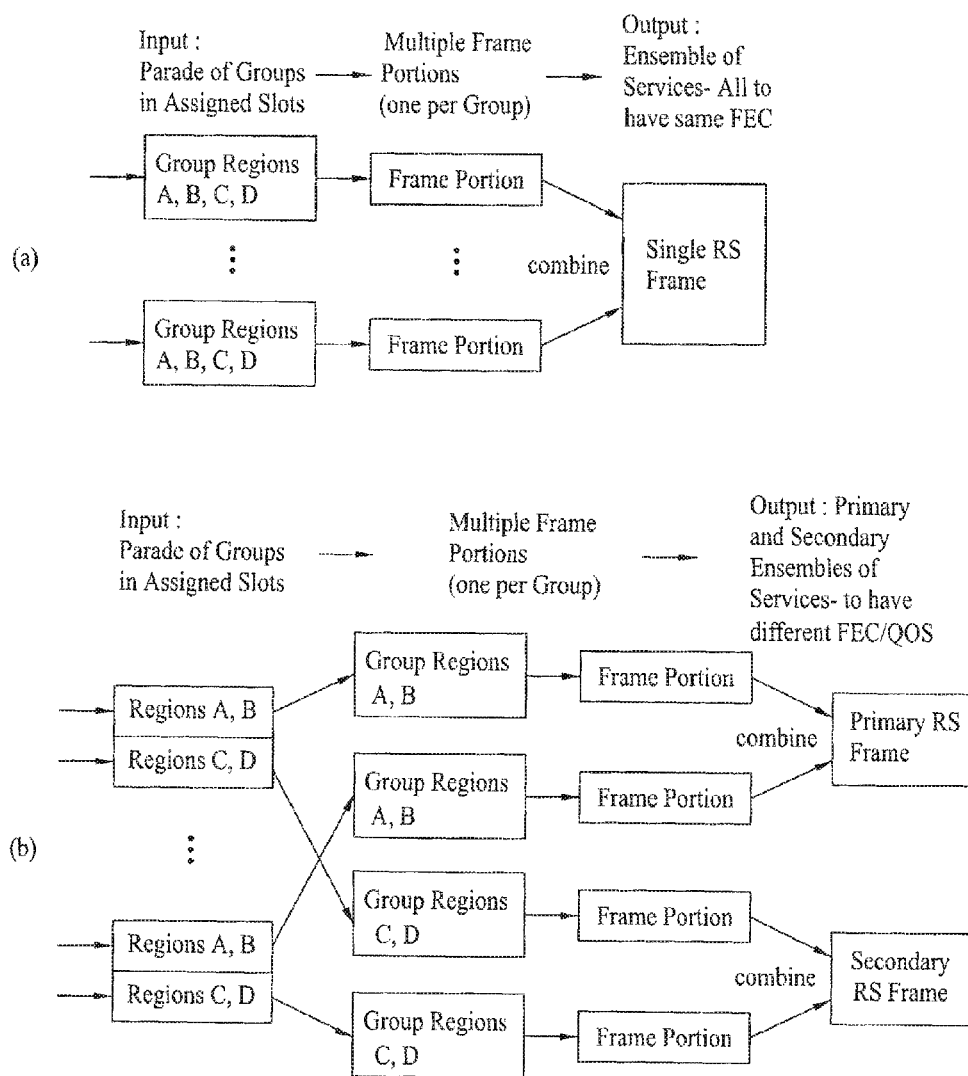 Input :
Parade of Groups
in Assigned Slots
Multiple Frame
Portions
(one per Group)
Output :
Ensemble of
Services- All to
have same FEC
(a)
Group Regions
A, B, C, D
Frame Portion
combine
Single RS
Frame
Group Regions
A, B, C, D
Frame Portion
Input :
Parade of Groups
in Assigned Slots
Multiple Frame
Portions
(one per Group)
Output : Primary
and Secondary
Ensembles of
Services- to have
different FEC/QOS
(b)
Regions A, B
Regions C, D
Group Regions
A, B
Frame Portion
combine
Primary RS
Frame
Group Regions
A, B
Frame Portion
Regions A, B
Regions C, D
Group Regions
C, D
Frame Portion
combine
Secondary
RS Frame
Group Regions
C, D
Frame Portion